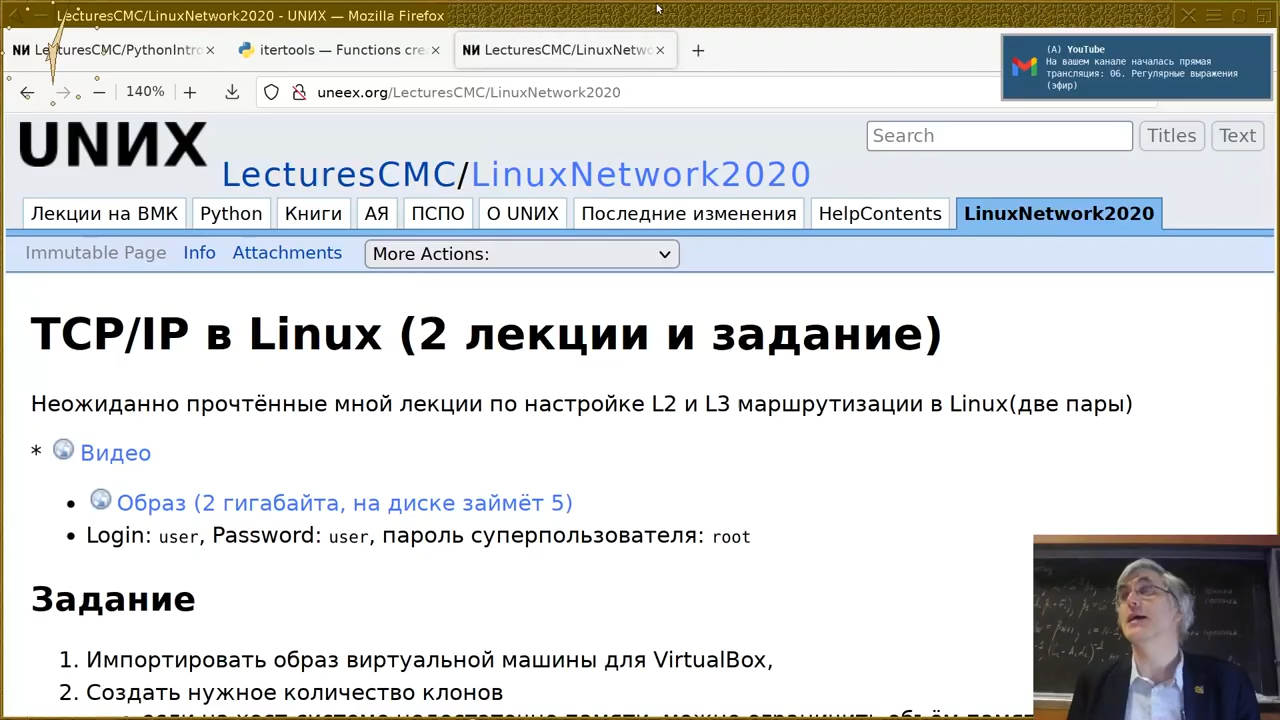 LecturesCMC/LinuxNetwork2020 - UNИX — Mozilla Firefox
itertools — Functions cre
LecturesCMC/LinuxNetwo
(A) YouTube
На вашем канале началась прямая
трансляция: 06. Регулярные выражения
(эфир)
140%
uneex.org/LecturesCMC/LinuxNetwork2020
UNИX
LecturesCMC/LinuxNetwork2020
Search
Titles
Text
Лекции на ВМК
Python
Книги
АЯ
ПСПО
О UNIX
Последние изменения
HelpContents
LinuxNetwork2020
Immutable Page
Info
Attachments
More Actions:
TCP/IP в Linux (2 лекции и задание)
Неожиданно прочтённые мной лекции по настройке L2 и L3 маршрутизации в Linux(две пары)
* Видео
• Образ (2 гигабайта, на диске займёт 5)
• Login: user, Password: user, пароль суперпользователя: root
Задание
1. Импортировать образ виртуальной машины для VirtualBox,
2. Создать нужное количество клонов